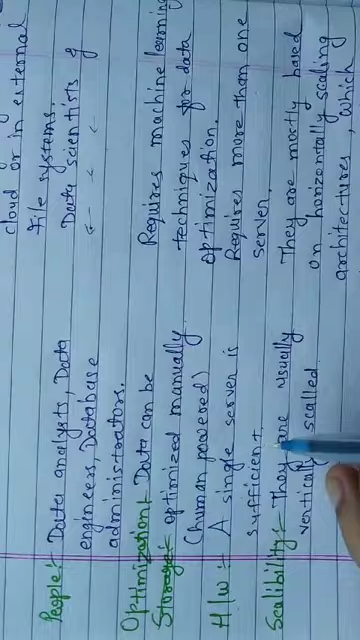 cloud or in external
file systems.
People :- Data analysts, Data Data scientists &
engineers, Database " " "
administrators.
Optimization :- Data can be Requires machine learning
Storage :- optimized manually techniques for data
(human powered) optimization.
H/W :- A single server is Requires more than one
sufficient. server.
Scalibility :- They are usually They are mostly based
vertically scalled on horizontally scaling
architectures, which